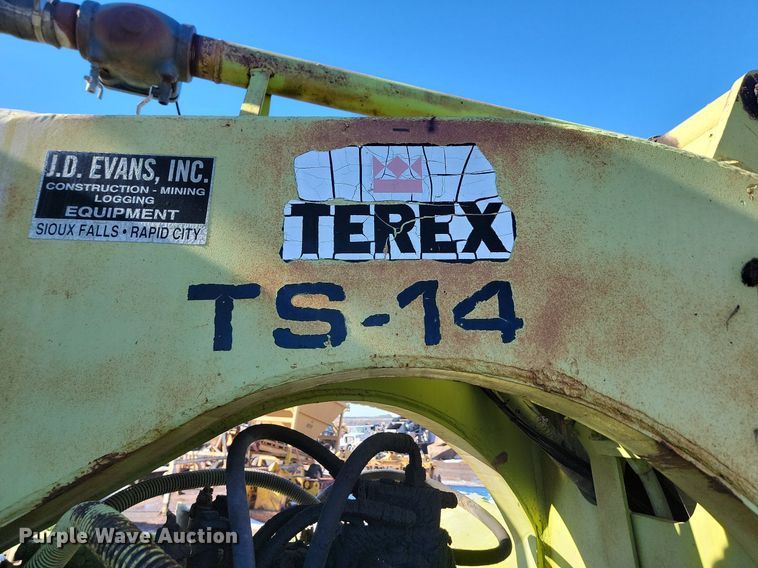 J.D. EVANS, INC.
CONSTRUCTION - MINING
LOGGING
EQUIPMENT
SIOUX FALLS • RAPID CITY
TEREX
TS-14
Purple Wave Auction